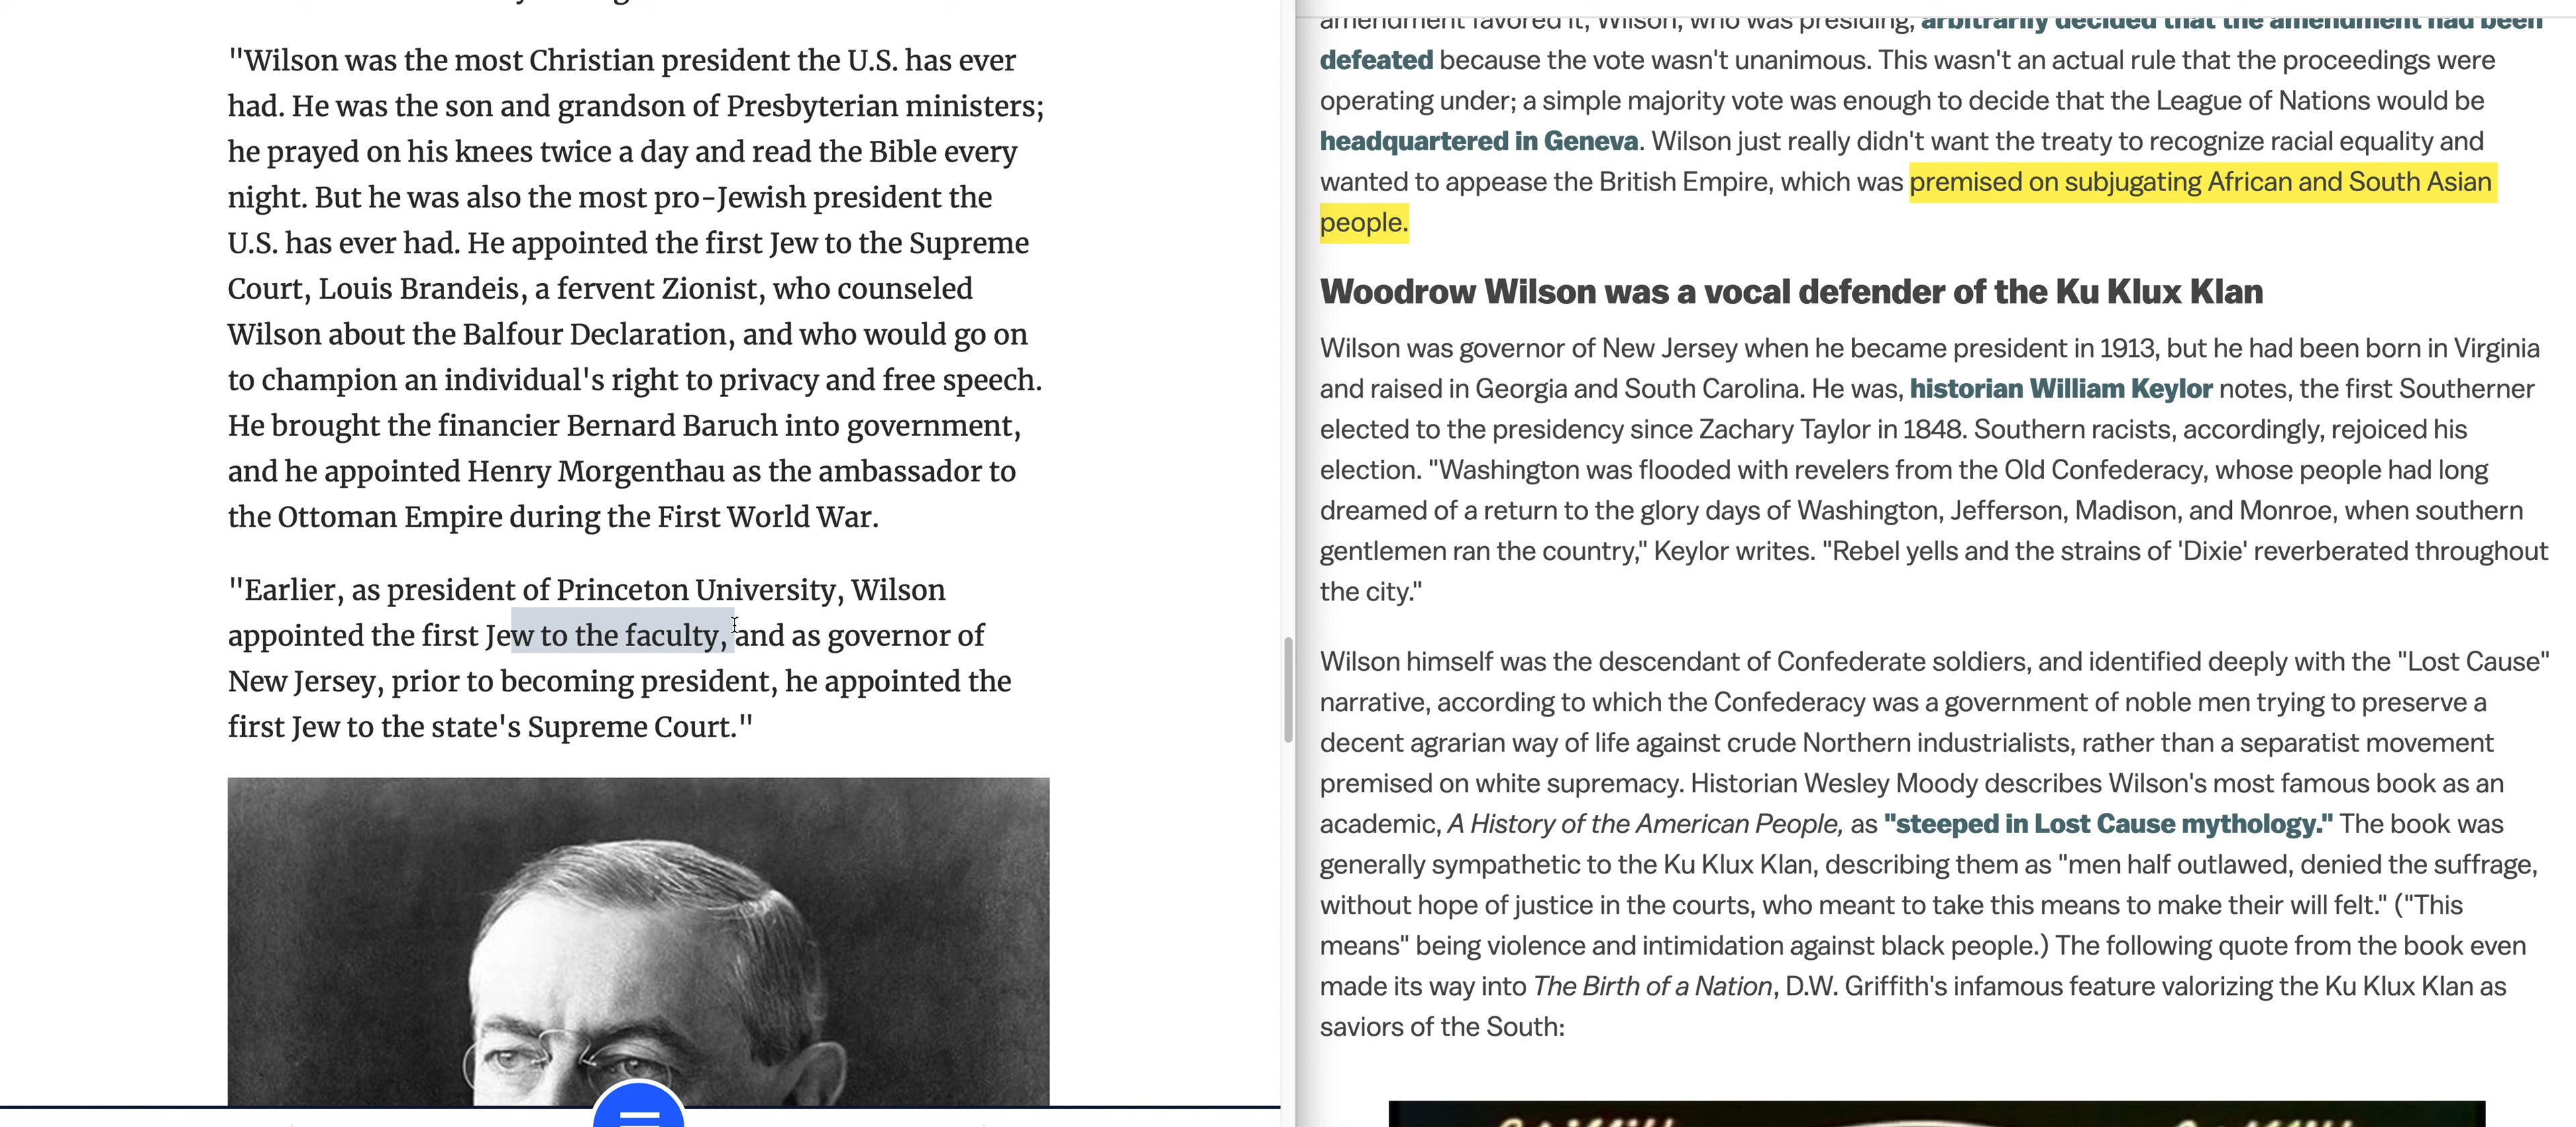 "Wilson was the most Christian president the U.S. has ever
had. He was the son and grandson of Presbyterian ministers;
he prayed on his knees twice a day and read the Bible every
night. But he was also the most pro-Jewish president the
U.S. has ever had. He appointed the first Jew to the Supreme
Court, Louis Brandeis, a fervent Zionist, who counseled
Wilson about the Balfour Declaration, and who would go on
to champion an individual's right to privacy and free speech.
He brought the financier Bernard Baruch into government,
and he appointed Henry Morgenthau as the ambassador to
the Ottoman Empire during the First World War.
"Earlier, as president of Princeton University, Wilson
appointed the first Jew to the faculty, and as governor of
New Jersey, prior to becoming president, he appointed the
first Jew to the state's Supreme Court."
amendment favored it, Wilson, who was presiding, arbitrarily decided that the amendment had been
defeated because the vote wasn't unanimous. This wasn't an actual rule that the proceedings were
operating under; a simple majority vote was enough to decide that the League of Nations would be
headquartered in Geneva. Wilson just really didn't want the treaty to recognize racial equality and
wanted to appease the British Empire, which was premised on subjugating African and South Asian
people.
Woodrow Wilson was a vocal defender of the Ku Klux Klan
Wilson was governor of New Jersey when he became president in 1913, but he had been born in Virginia
and raised in Georgia and South Carolina. He was, historian William Keylor notes, the first Southerner
elected to the presidency since Zachary Taylor in 1848. Southern racists, accordingly, rejoiced his
election. "Washington was flooded with revelers from the Old Confederacy, whose people had long
dreamed of a return to the glory days of Washington, Jefferson, Madison, and Monroe, when southern
gentlemen ran the country," Keylor writes. "Rebel yells and the strains of 'Dixie' reverberated throughout
the city."
Wilson himself was the descendant of Confederate soldiers, and identified deeply with the "Lost Cause"
narrative, according to which the Confederacy was a government of noble men trying to preserve a
decent agrarian way of life against crude Northern industrialists, rather than a separatist movement
premised on white supremacy. Historian Wesley Moody describes Wilson's most famous book as an
academic, A History of the American People, as "steeped in Lost Cause mythology." The book was
generally sympathetic to the Ku Klux Klan, describing them as "men half outlawed, denied the suffrage,
without hope of justice in the courts, who meant to take this means to make their will felt." ("This
means" being violence and intimidation against black people.) The following quote from the book even
made its way into The Birth of a Nation, D.W. Griffith's infamous feature valorizing the Ku Klux Klan as
saviors of the South: